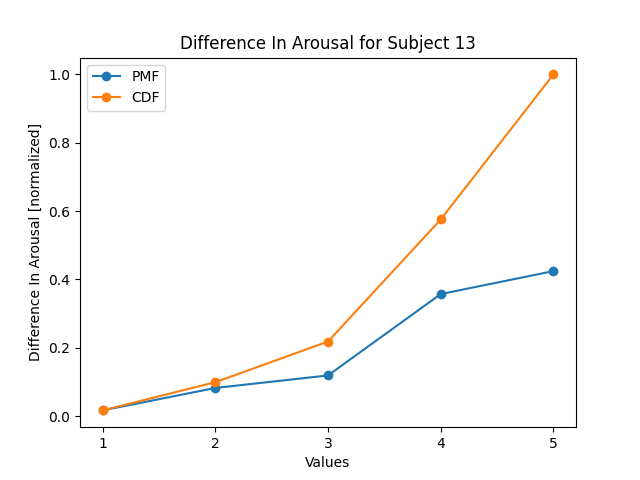 Difference In Arousal for Subject 13
PMF
CDF
1.0
0.8
0.6
0.4
0.2
0.0
Difference In Arousal [normalized]
1 2 3 4 5
Values